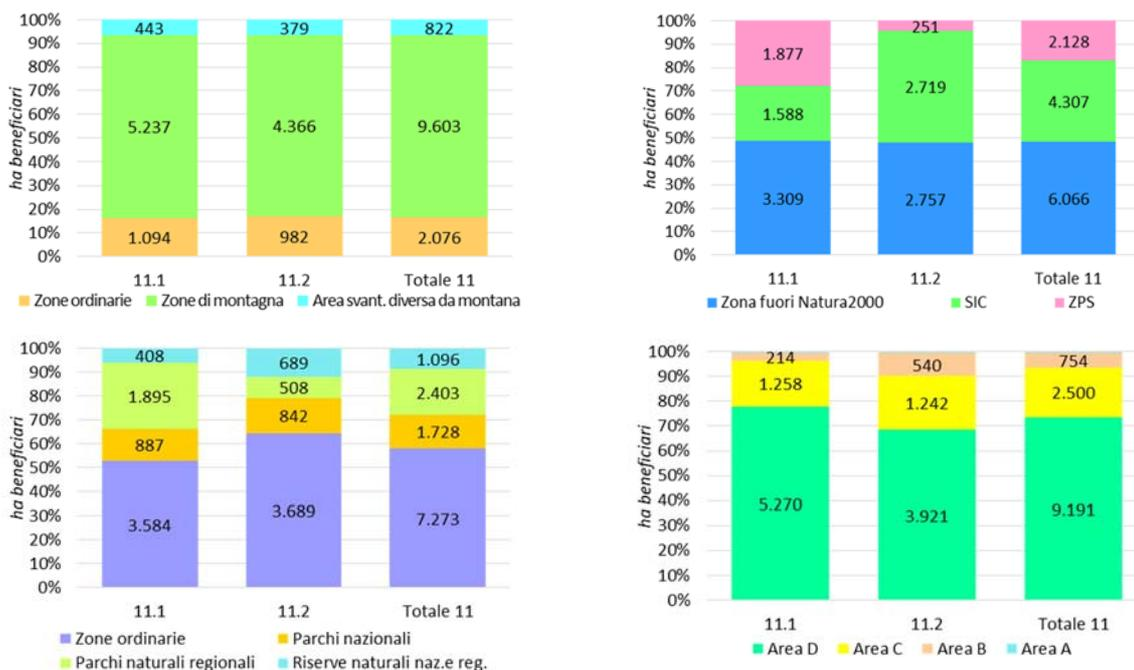 100%
90%
80%
70%
60%
50%
40%
30%
20%
10%
0%
ha beneficiari
443 379 822
5.237 4.366 9.603
1.094 982 2.076
11.1 11.2 Totale 11
Zone ordinarie Zone di montagna Area svant. diversa da montana
100%
90%
80%
70%
60%
50%
40%
30%
20%
10%
0%
ha beneficiari
1.877 251 2.128
1.588 2.719 4.307
3.309 2.757 6.066
11.1 11.2 Totale 11
Zona fuori Natura2000 SIC ZPS
100%
90%
80%
70%
60%
50%
40%
30%
20%
10%
0%
ha beneficiari
408 689 1.096
1.895 508 2.403
887 842 1.728
3.584 3.689 7.273
11.1 11.2 Totale 11
Zone ordinarie Parchi nazionali
Parchi naturali regionali Riserve naturali naz.e reg.
100%
90%
80%
70%
60%
50%
40%
30%
20%
10%
0%
ha beneficiari
214 540 754
1.258 1.242 2.500
5.270 3.921 9.191
11.1 11.2 Totale 11
Area D Area C Area B Area A